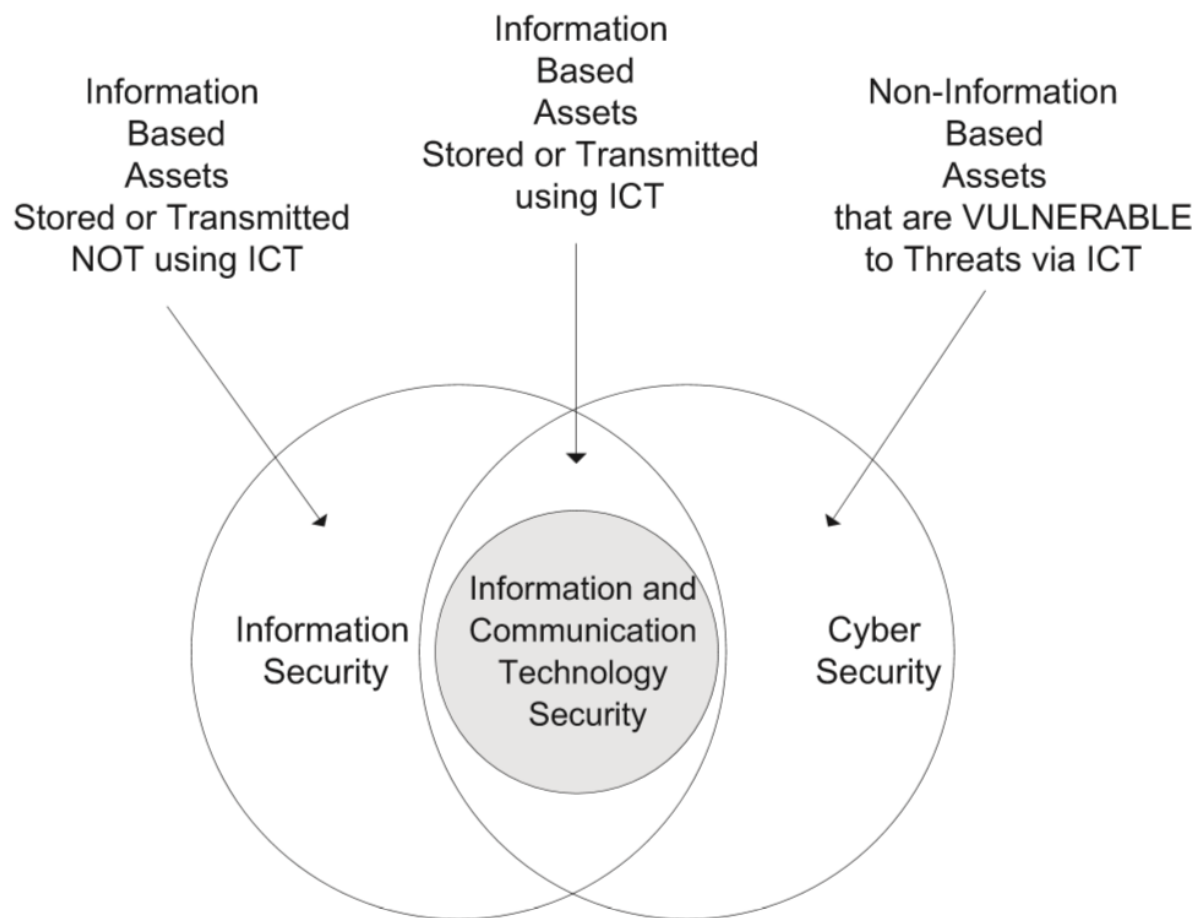 Information
Based
Assets
Stored or Transmitted
NOT using ICT
Information
Based
Assets
Stored or Transmitted
using ICT
Non-Information
Based
Assets
that are VULNERABLE
to Threats via ICT
Information
Security
Information and
Communication
Technology
Security
Cyber
Security